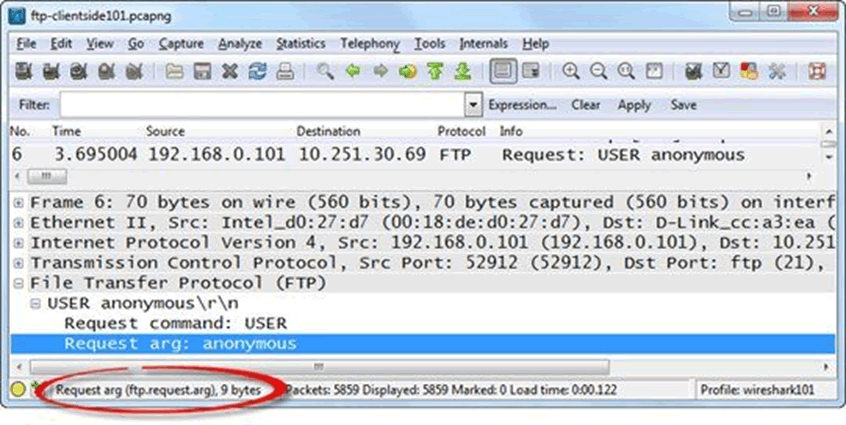 ftp-clientside101.pcapng
File Edit View Go Capture Analyze Statistics Telephony Tools Internals Help
Filter: Expression... Clear Apply Save
No. Time Source Destination Protocol Info
6 3.695004 192.168.0.101 10.251.30.69 FTP Request: USER anonymous
Frame 6: 70 bytes on wire (560 bits), 70 bytes captured (560 bits) on interf
Ethernet II, Src: Intel_d0:27:d7 (00:18:de:d0:27:d7), Dst: D-Link_cc:a3:ea (
Internet Protocol Version 4, Src: 192.168.0.101 (192.168.0.101), Dst: 10.251
Transmission Control Protocol, Src Port: 52912 (52912), Dst Port: ftp (21),
File Transfer Protocol (FTP)
USER anonymous\r\n
Request command: USER
Request arg: anonymous
Request arg (ftp.request.arg), 9 bytes Packets: 5859 Displayed: 5859 Marked: 0 Load time: 0:00.122 Profile: wireshark101